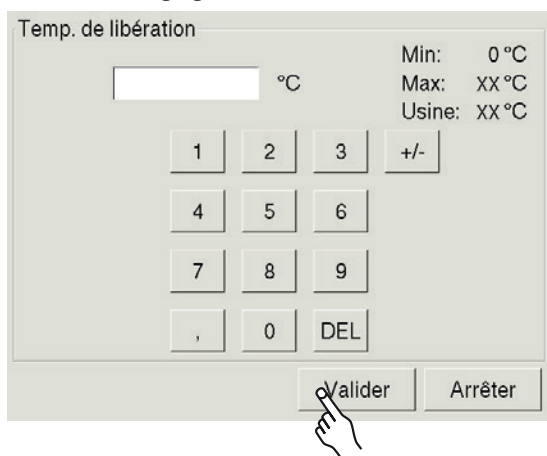 Temp. de libération
Min: 0 °C
°C Max: XX °C
Usine: XX °C
1 2 3 +/-
4 5 6
7 8 9
, 0 DEL
Valider Arrêter